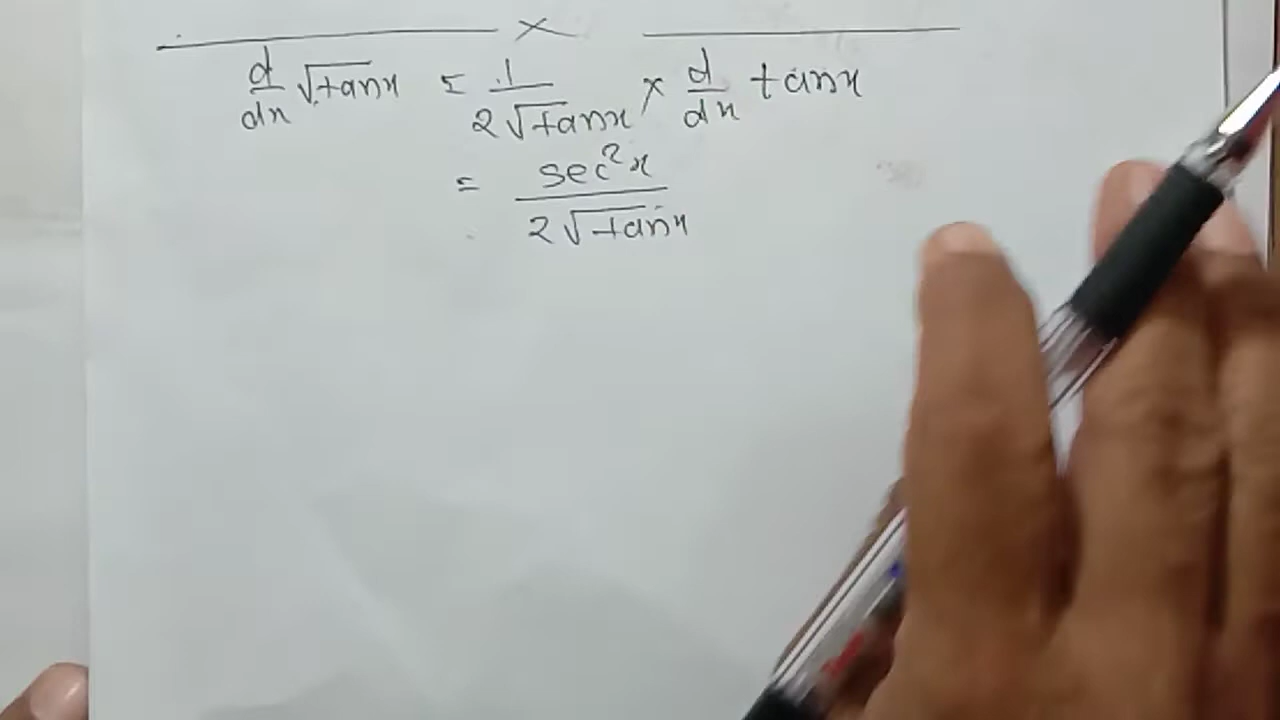 ×
d/dx √tanx = 1/2√tanx × d/dx tanx
= sec²x/2√tanx